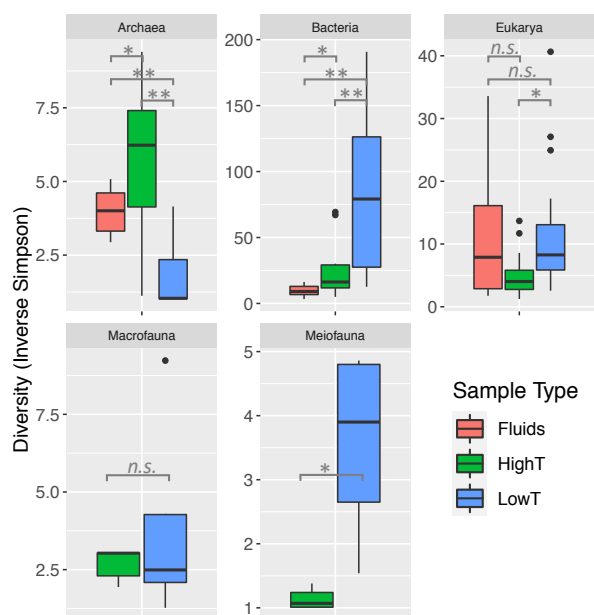 Archaea
Bacteria
Eukarya
*
**
**
7.5
5.0
2.5
*
**
**
200
150
100
50
0
n.s.
n.s.
*
40
30
20
10
0
Diversity (Inverse Simpson)
Macrofauna
Meiofauna
n.s.
7.5
5.0
2.5
*
5
4
3
2
1
Sample Type
Fluids
HighT
LowT